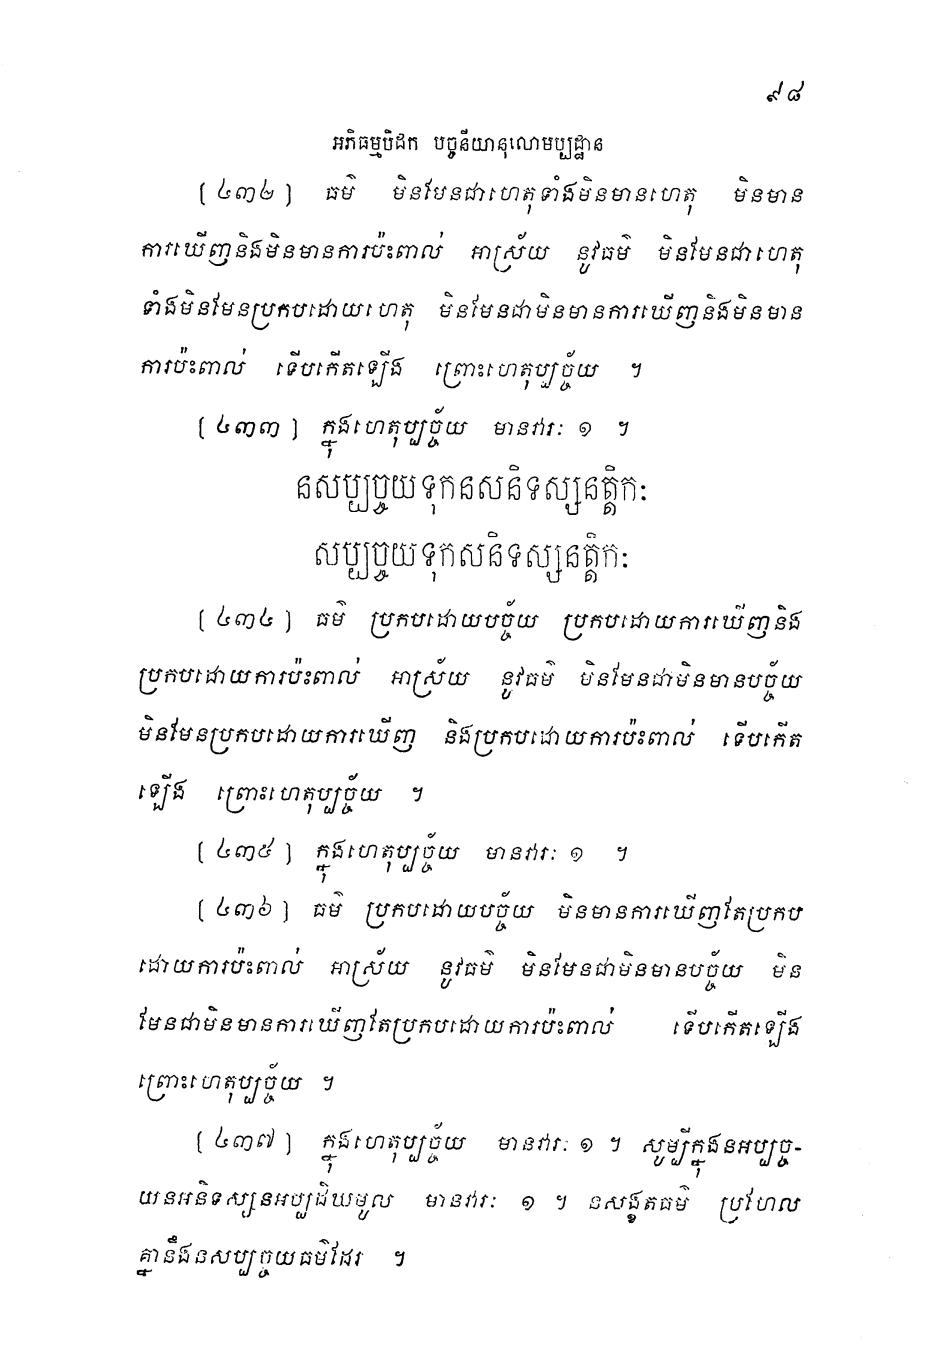 ៩៨
អភិធម្មបិដក បច្ចនីយានុលោមប្បដ្ឋាន
[៤៣២] ធម៌ មិនមែនជាហេតុទាំងមិនមានហេតុ មិនមាន
ការឃើញនិងមិនមានការប៉ះពាល់ អាស្រ័យ នូវធម៌ មិនមែនជាហេតុ
ទាំងមិនមែនប្រកបដោយហេតុ មិនមែនជាមិនមានការឃើញនិងមិនមាន
ការប៉ះពាល់ ទើបកើតឡើង ព្រោះហេតុប្បច្ច័យ ។
[៤៣៣] ក្នុងហេតុប្បច្ច័យ មានវារៈ ១ ។
នសប្បច្ចយទុកនសនិទស្សនត្តិកៈ
សប្បច្ចយទុកសនិទស្សនត្តិកៈ
[៤៣៤] ធម៌ ប្រកបដោយបច្ច័យ ប្រកបដោយការឃើញនិង
ប្រកបដោយការប៉ះពាល់ អាស្រ័យ នូវធម៌ មិនមែនជាមិនមានបច្ច័យ
មិនមែនប្រកបដោយការឃើញ និងប្រកបដោយការប៉ះពាល់ ទើបកើត
ឡើង ព្រោះហេតុប្បច្ច័យ ។
[៤៣៥] ក្នុងហេតុប្បច្ច័យ មានវារៈ ១ ។
[៤៣៦] ធម៌ ប្រកបដោយបច្ច័យ មិនមានការឃើញតែប្រកប
ដោយការប៉ះពាល់ អាស្រ័យ នូវធម៌ មិនមែនជាមិនមានបច្ច័យ មិន
មែនជាមិនមានការឃើញតែប្រកបដោយការប៉ះពាល់ ទើបកើតឡើង
ព្រោះហេតុប្បច្ច័យ ។
[៤៣៧] ក្នុងហេតុប្បច្ច័យ មានវារៈ ១ ។ សូម្បីក្នុងនអប្បច្ច-
យនអនិទស្សនអប្បដិឃមូល មានវារៈ ១ ។ នសង្ខតធម៌ ប្រហែល
គ្នានឹងនសប្បច្ចយធម៌ដែរ ។